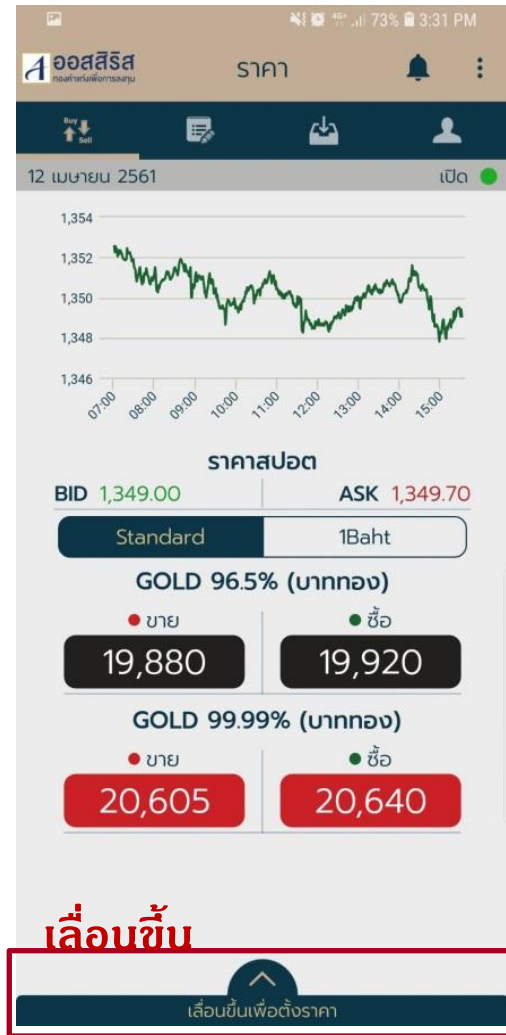 73% 3:31 PM
A ออสสิริส
ทองคำแท่งเพื่อการลงทุน
ราคา
Buy
Sell
12 เมษายน 2561 เปิด
1,354
1,352
1,350
1,348
1,346
07:00 08:00 09:00 10:00 11:00 12:00 13:00 14:00 15:00
ราคาสปอต
BID 1,349.00 ASK 1,349.70
Standard 1Baht
GOLD 96.5% (บาททอง)
ขาย ซื้อ
19,880 19,920
GOLD 99.99% (บาททอง)
ขาย ซื้อ
20,605 20,640
เลื่อนขึ้น
เลื่อนขึ้นเพื่อตั้งราคา